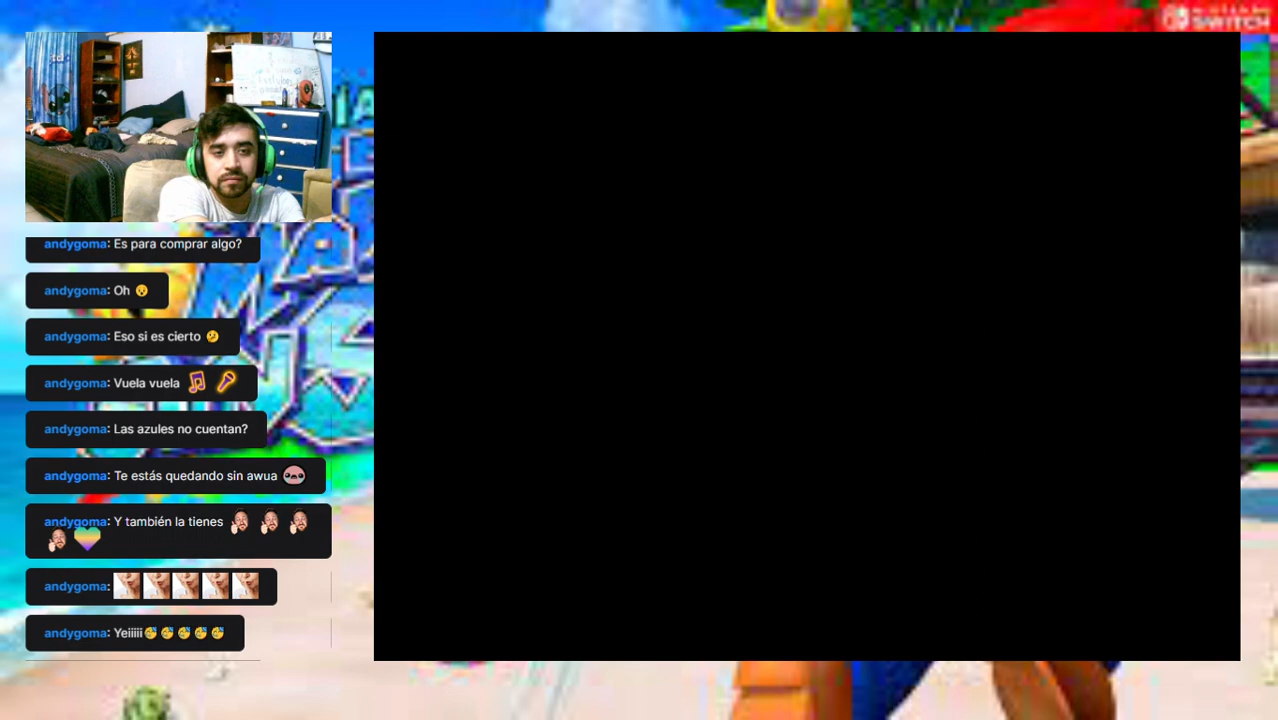 NINTENDO
SWITCH
andygoma: Es para comprar algo?
andygoma: Oh 😮
andygoma: Eso si es cierto 🫤
andygoma: Vuela vuela
andygoma: Las azules no cuentan?
andygoma: Te estás quedando sin awua
andygoma: Y también la tienes
andygoma:
andygoma: Yeiiiii🥳🥳🥳🥳🥳